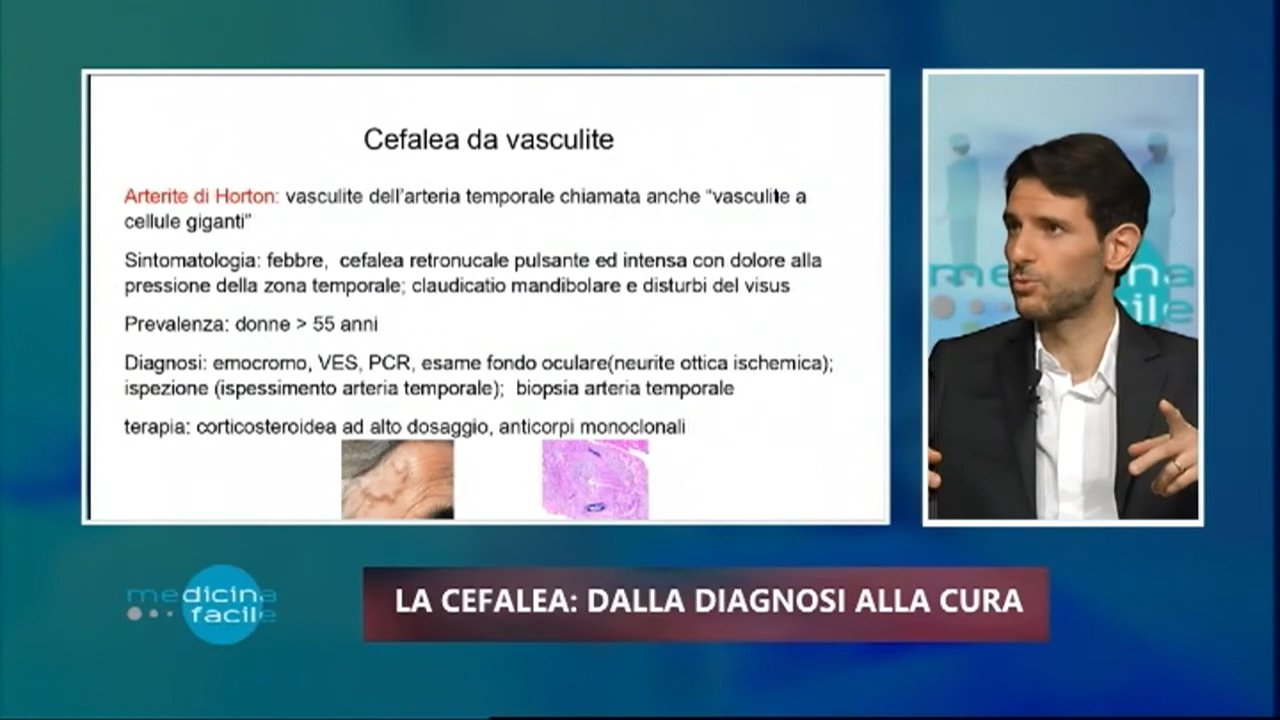 Cefalea da vasculite
Arterite di Horton: vasculite dell'arteria temporale chiamata anche "vasculite a
cellule giganti"
Sintomatologia: febbre, cefalea retronucale pulsante ed intensa con dolore alla
pressione della zona temporale; claudicatio mandibolare e disturbi del visus
Prevalenza: donne > 55 anni
Diagnosi: emocromo, VES, PCR, esame fondo oculare(neurite ottica ischemica);
ispezione (ispessimento arteria temporale); biopsia arteria temporale
terapia: corticosteroidea ad alto dosaggio, anticorpi monoclonali
medicina
facile
medicina
facile
LA CEFALEA: DALLA DIAGNOSI ALLA CURA